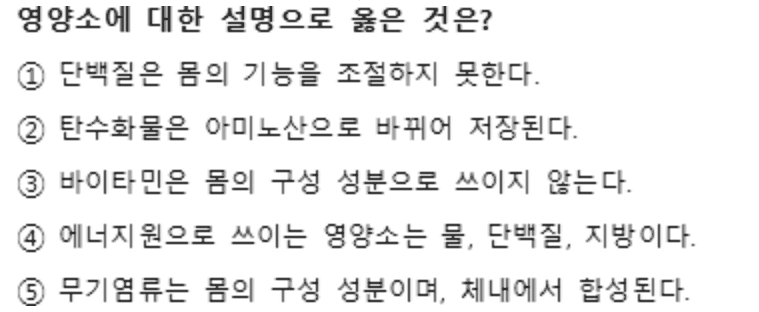 영양소에 대한 설명으로 옳은 것은?
① 단백질은 몸의 기능을 조절하지 못한다.
② 탄수화물은 아미노산으로 바뀌어 저장된다.
③ 바이타민은 몸의 구성 성분으로 쓰이지 않는다.
④ 에너지원으로 쓰이는 영양소는 물, 단백질, 지방이다.
⑤ 무기염류는 몸의 구성 성분이며, 체내에서 합성된다.